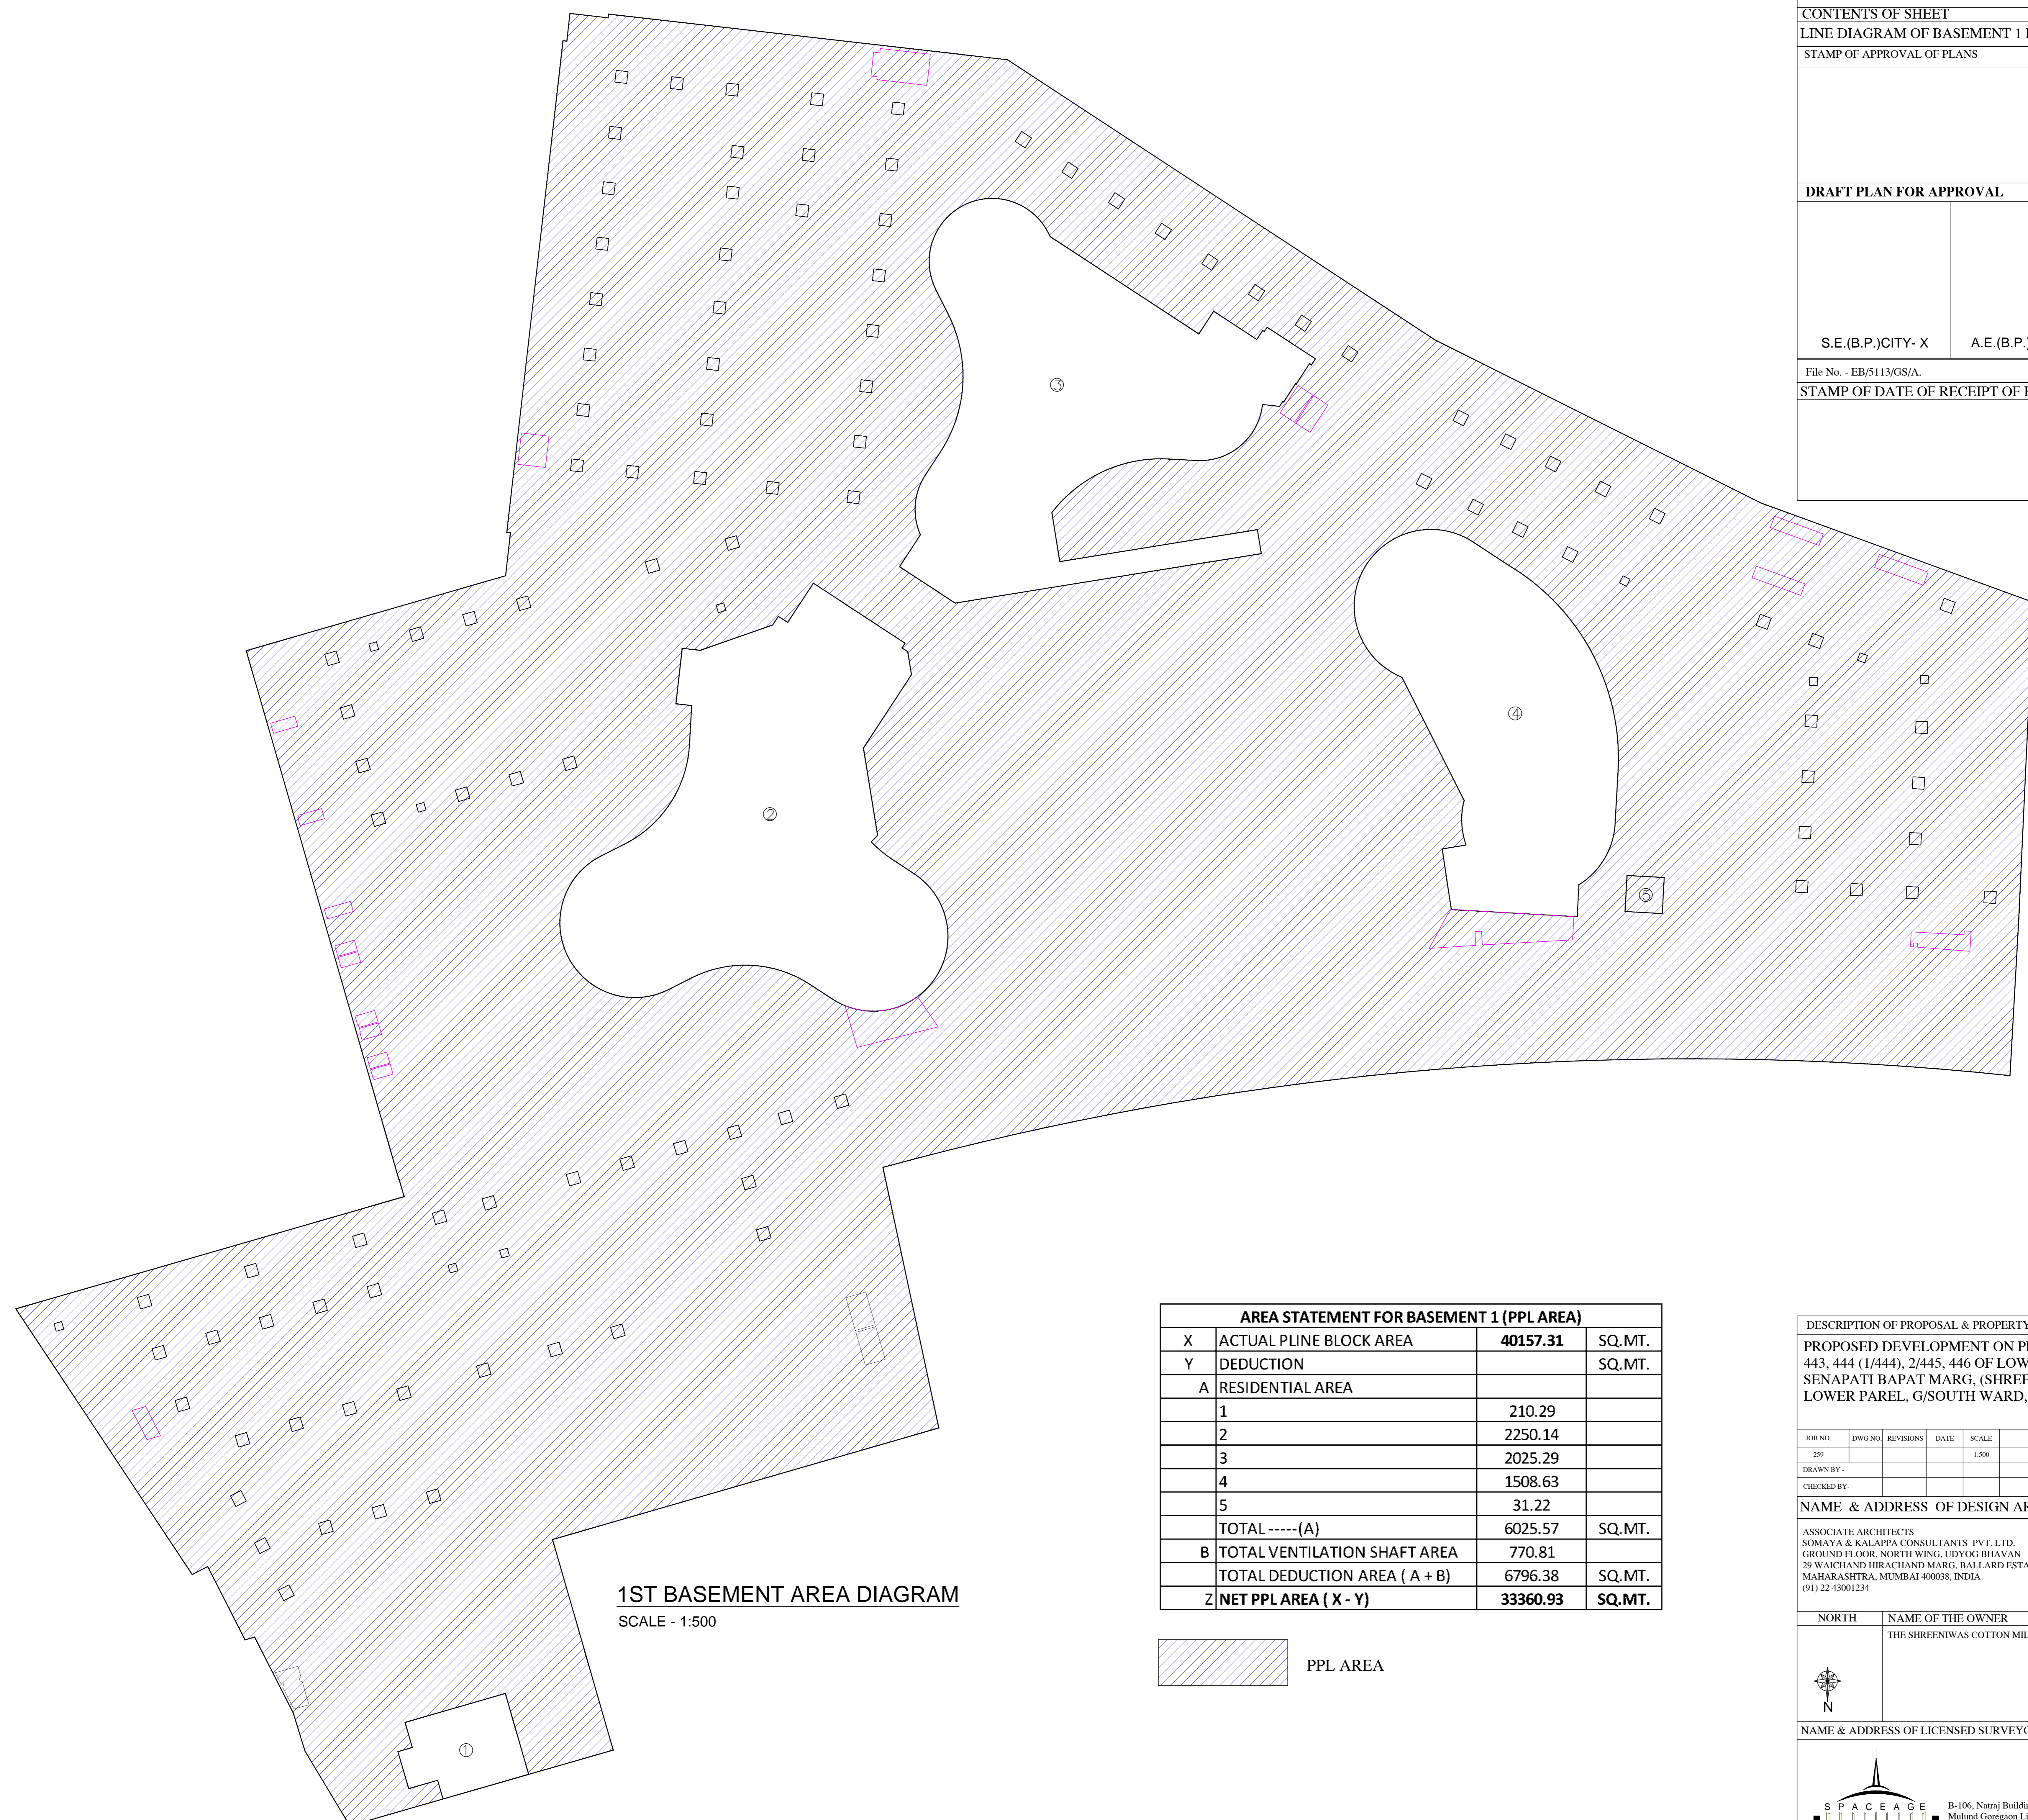 CONTENTS OF SHEET
LINE DIAGRAM OF BASEMENT 1
STAMP OF APPROVAL OF PLANS
DRAFT PLAN FOR APPROVAL
S.E.(B.P.)CITY- X
A.E.(B.P.)
File No. - EB/5113/GS/A.
STAMP OF DATE OF RECEIPT OF
3
4
2
5
1
1ST BASEMENT AREA DIAGRAM
SCALE - 1:500
AREA STATEMENT FOR BASEMENT 1 (PPL AREA)
X ACTUAL PLINE BLOCK AREA 40157.31 SQ.MT.
Y DEDUCTION SQ.MT.
A RESIDENTIAL AREA
1 210.29
2 2250.14
3 2025.29
4 1508.63
5 31.22
TOTAL -----(A) 6025.57 SQ.MT.
B TOTAL VENTILATION SHAFT AREA 770.81
TOTAL DEDUCTION AREA ( A + B) 6796.38 SQ.MT.
Z NET PPL AREA ( X - Y) 33360.93 SQ.MT.
PPL AREA
DESCRIPTION OF PROPOSAL & PROPERTY
PROPOSED DEVELOPMENT ON
443, 444 (1/444), 2/445, 446 OF
SENAPATI BAPAT MARG,
LOWER PAREL, G/SOUTH WARD,
JOB NO. DWG NO. REVISIONS DATE SCALE
259 1:500
DRAWN BY -
CHECKED BY-
NAME & ADDRESS OF DESIGN
ASSOCIATE ARCHITECTS
SOMAYA & KALAPPA CONSULTANTS PVT. LTD.
GROUND FLOOR, NORTH WING, UDYOG BHAVAN
29 WAICHAND HIRACHAND MARG, BALLARD
MAHARASHTRA, MUMBAI 400038, INDIA
(91) 22 43001234
NORTH
NAME OF THE OWNER
THE SHREENIWAS COTTON
N
NAME & ADDRESS OF LICENSED
SPACEAGE
B-106, Natraj
Mulund Goregaon